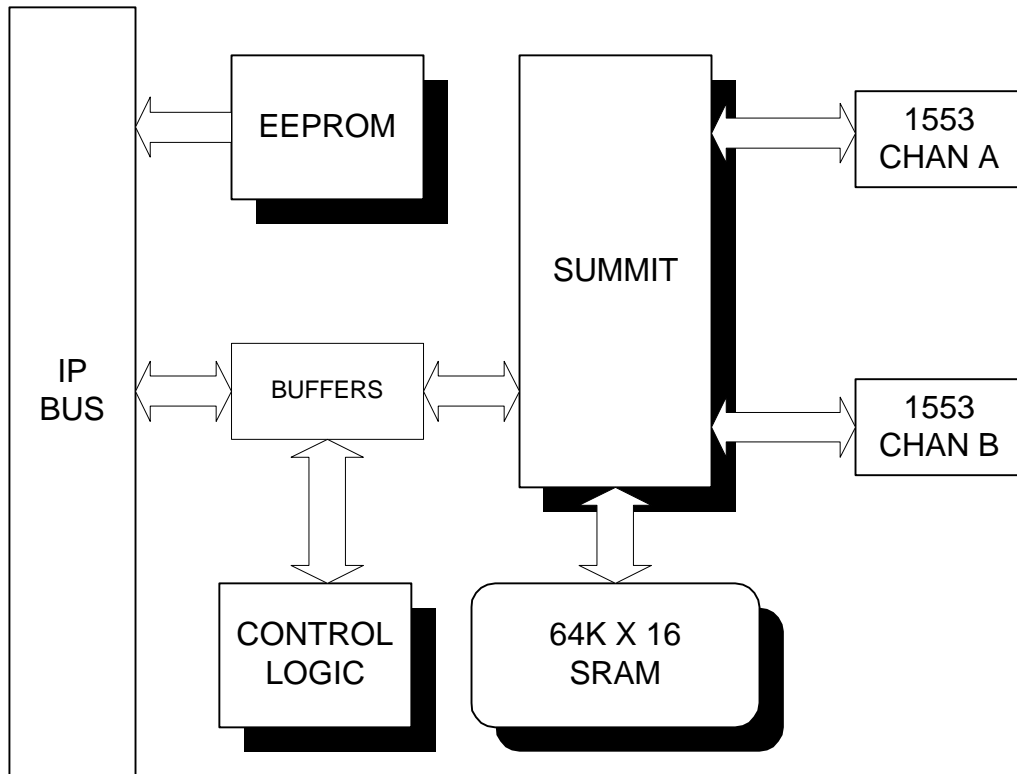 EEPROM
1553
CHAN A
SUMMIT
IP
BUS
BUFFERS
1553
CHAN B
CONTROL
LOGIC
64K X 16
SRAM